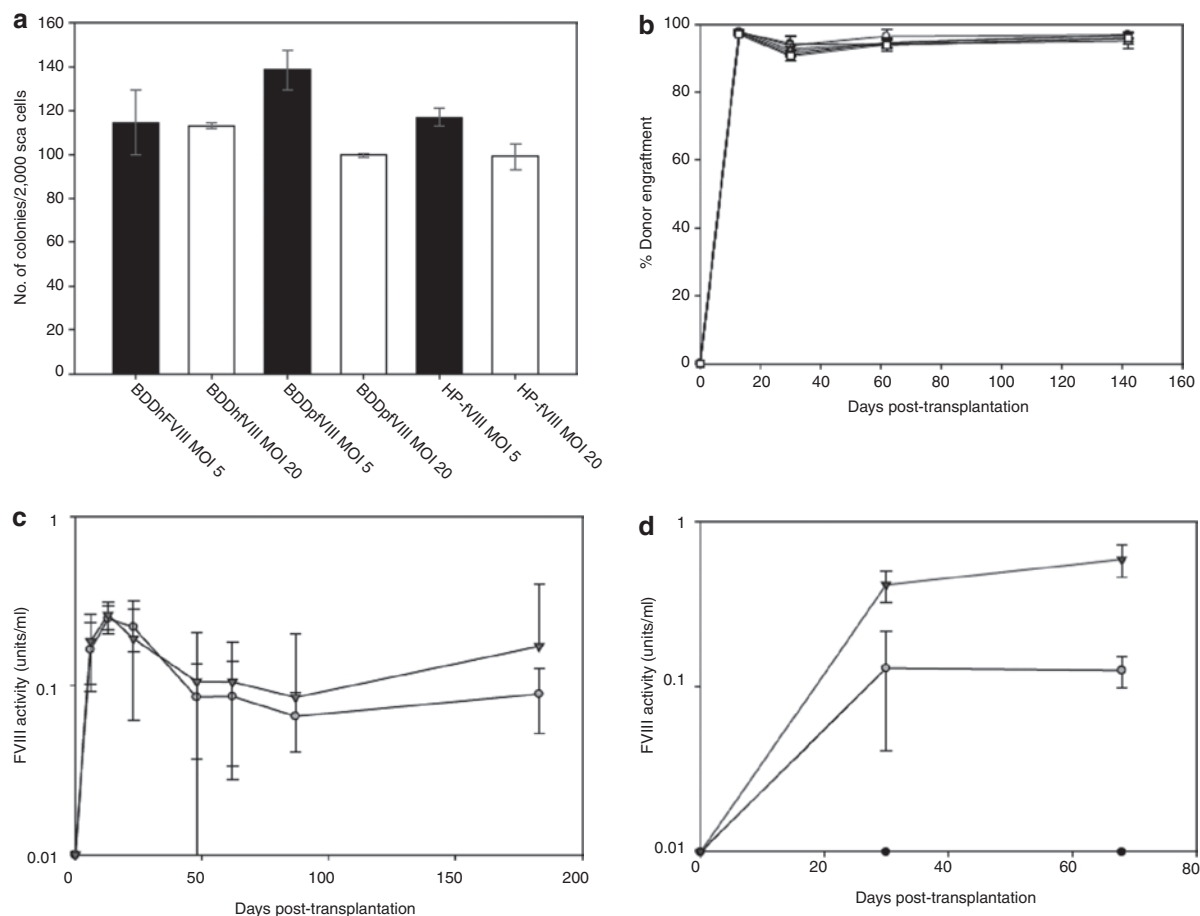 a
160
140
120
100
80
60
40
20
0
No. of colonies/2,000 sca cells
BDDhFVIII MOI 5
BDDhfVIII MOI 20
BDDpfVIII MOI 5
BDDpfVIII MOI 20
HP-fVIII MOI 5
HP-fVIII MOI 20
b
100
80
60
40
20
0
% Donor engraftment
0 20 40 60 80 100 120 140 160
Days post-transplantation
c
1
0.1
0.01
FVIII activity (units/ml)
0 50 100 150 200
Days post-transplantation
d
1
0.1
0.01
FVIII activity (units/ml)
0 20 40 60 80
Days post-transplantation